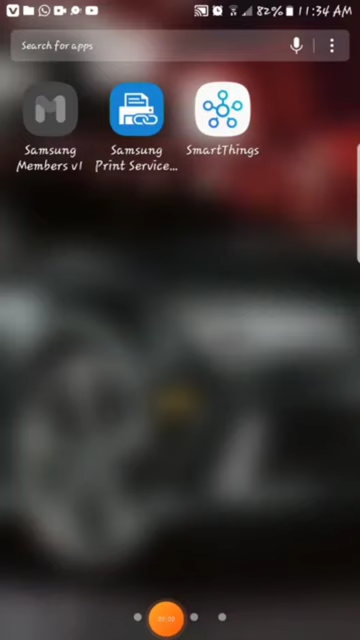 82% 11:34 AM
Search for apps
Samsung Members v1
Samsung Print Service...
SmartThings